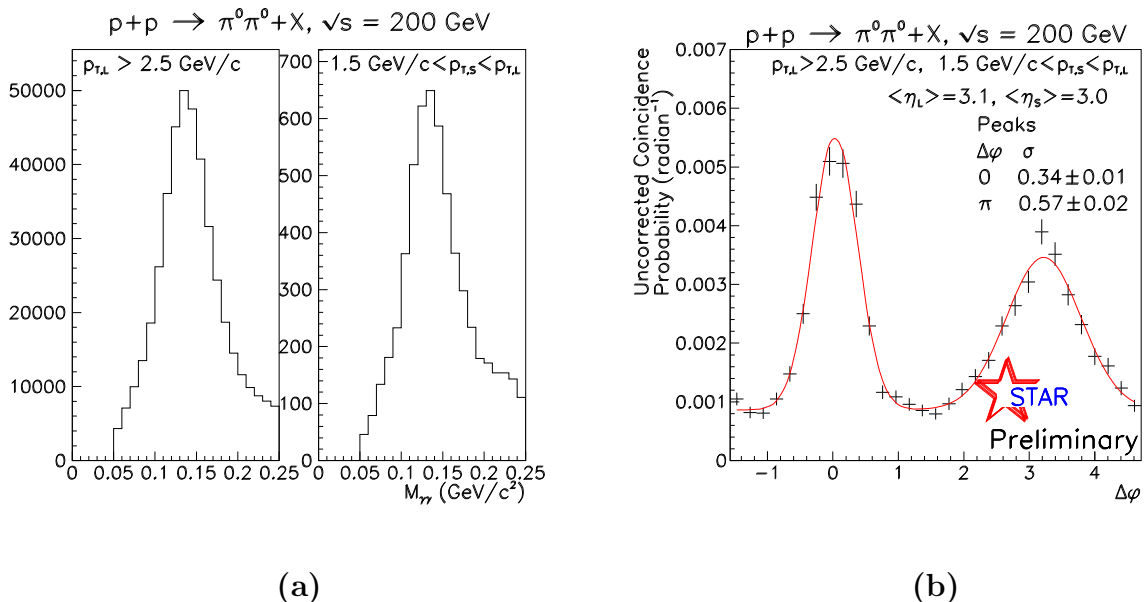 p+p → π⁰π⁰+X, √s = 200 GeV
p_T,L > 2.5 GeV/c
1.5 GeV/c<p_T,S<p_T,L
50000
40000
30000
20000
10000
0
0 0.05 0.1 0.15 0.2 0.25
700
600
500
400
300
200
100
0
0 0.05 0.1 0.15 0.2 0.25
M_γγ (GeV/c²)
(a)
p+p → π⁰π⁰+X, √s = 200 GeV
p_T,L>2.5 GeV/c, 1.5 GeV/c<p_T,S<p_T,L
<η_L>=3.1, <η_S>=3.0
Peaks
Δφ σ
0 0.34±0.01
π 0.57±0.02
Uncorrected Coincidence
Probability (radian⁻¹)
0.007
0.006
0.005
0.004
0.003
0.002
0.001
0
STAR
Preliminary
−1 0 1 2 3 4
Δφ
(b)